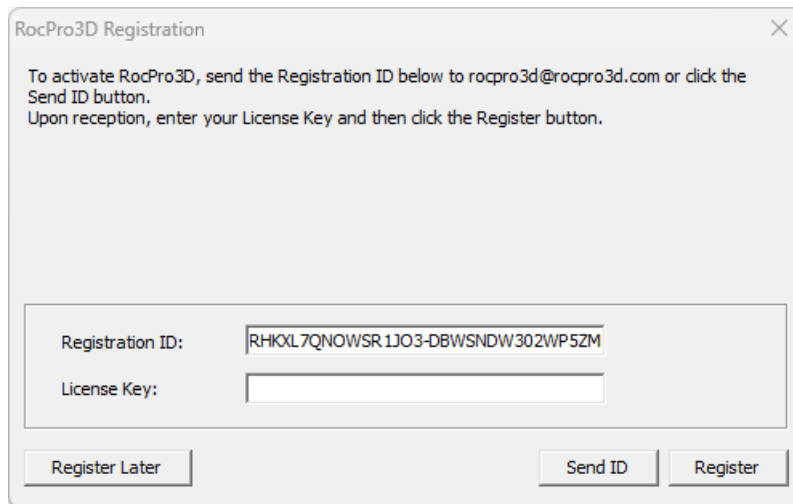 RocPro3D Registration
To activate RocPro3D, send the Registration ID below to rocpro3d@rocpro3d.com or click the
Send ID button.
Upon reception, enter your License Key and then click the Register button.
Registration ID: RHKXL7QNOWSR1JO3-DBWSNDW302WP5ZM
License Key:
Register Later Send ID Register